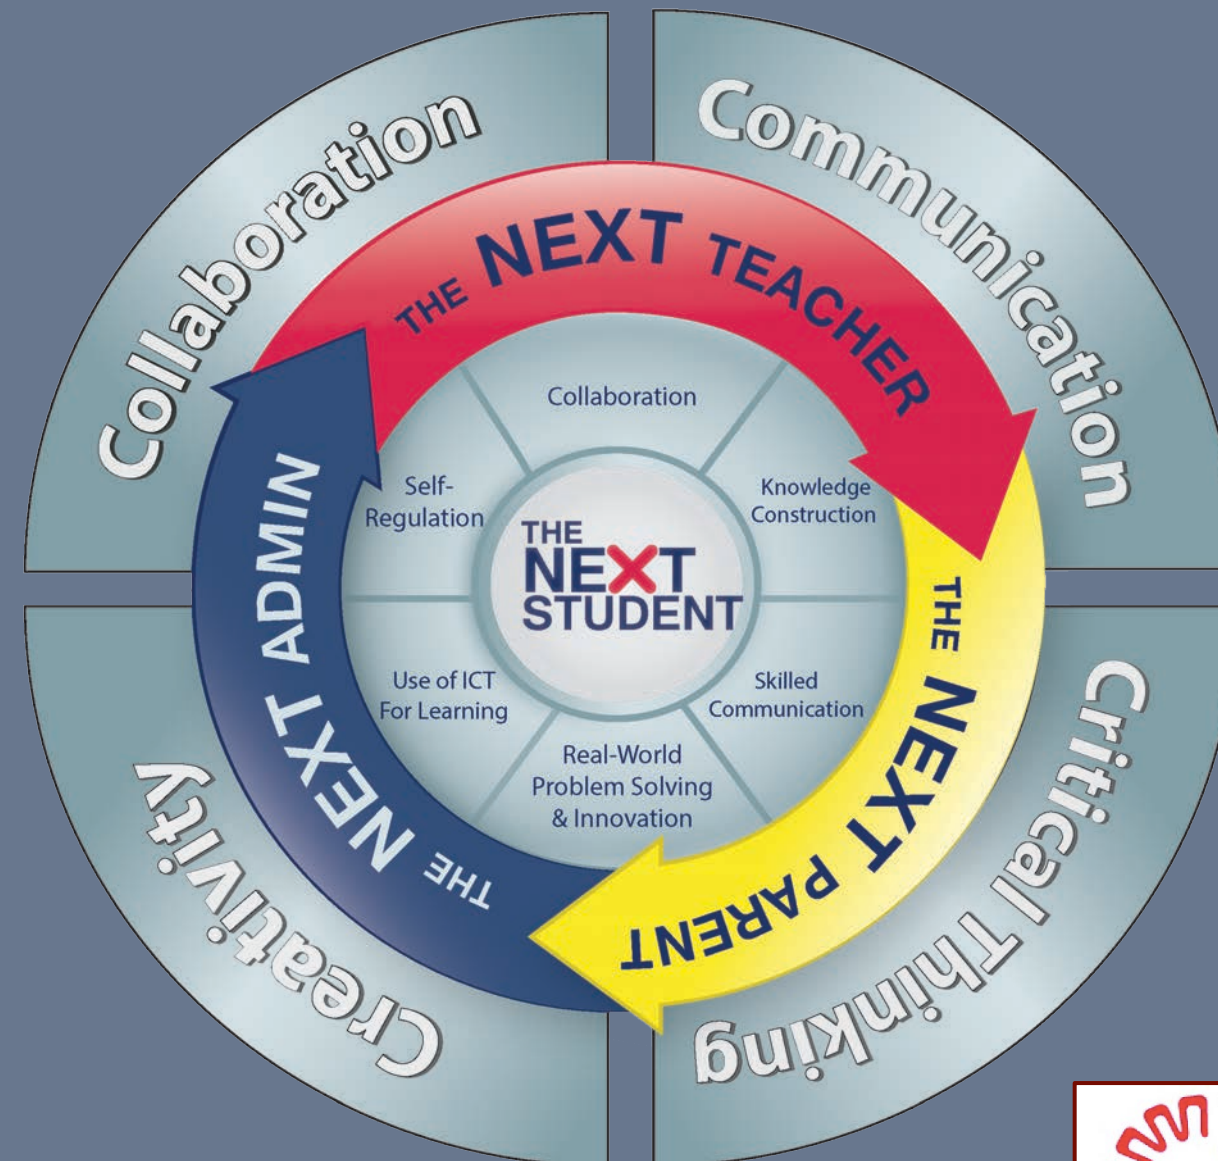 Collaboration
Communication
Critical Thinking
Creativity
THE NEXT TEACHER
THE NEXT PARENT
THE NEXT ADMIN
Collaboration
Knowledge
Construction
Skilled
Communication
Real-World
Problem Solving
& Innovation
Use of ICT
For Learning
Self-
Regulation
THE
NEXT
STUDENT